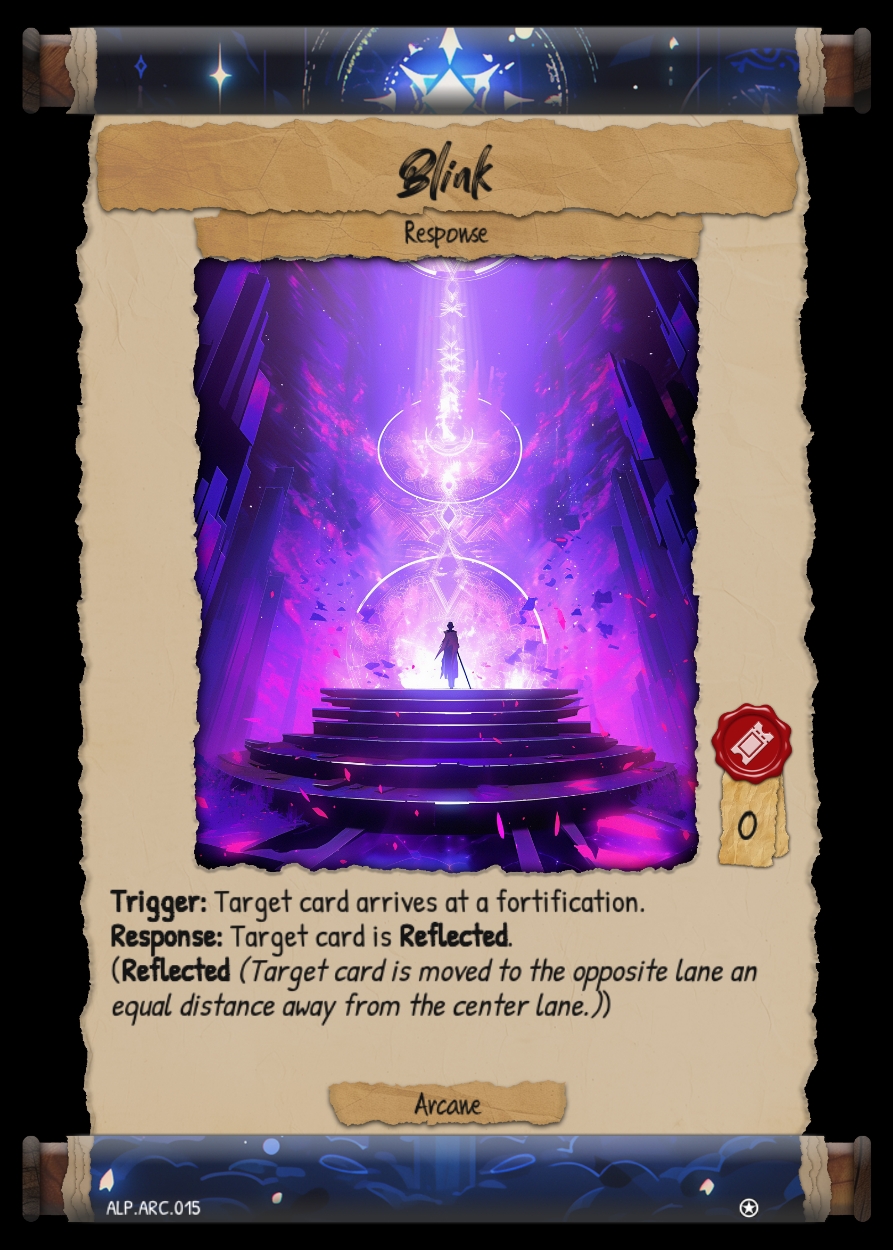 Blink
Response
0
Trigger: Target card arrives at a fortification.
Response: Target card is Reflected.
(Reflected (Target card is moved to the opposite lane an
equal distance away from the center lane.))
Arcane
ALP.ARC.015